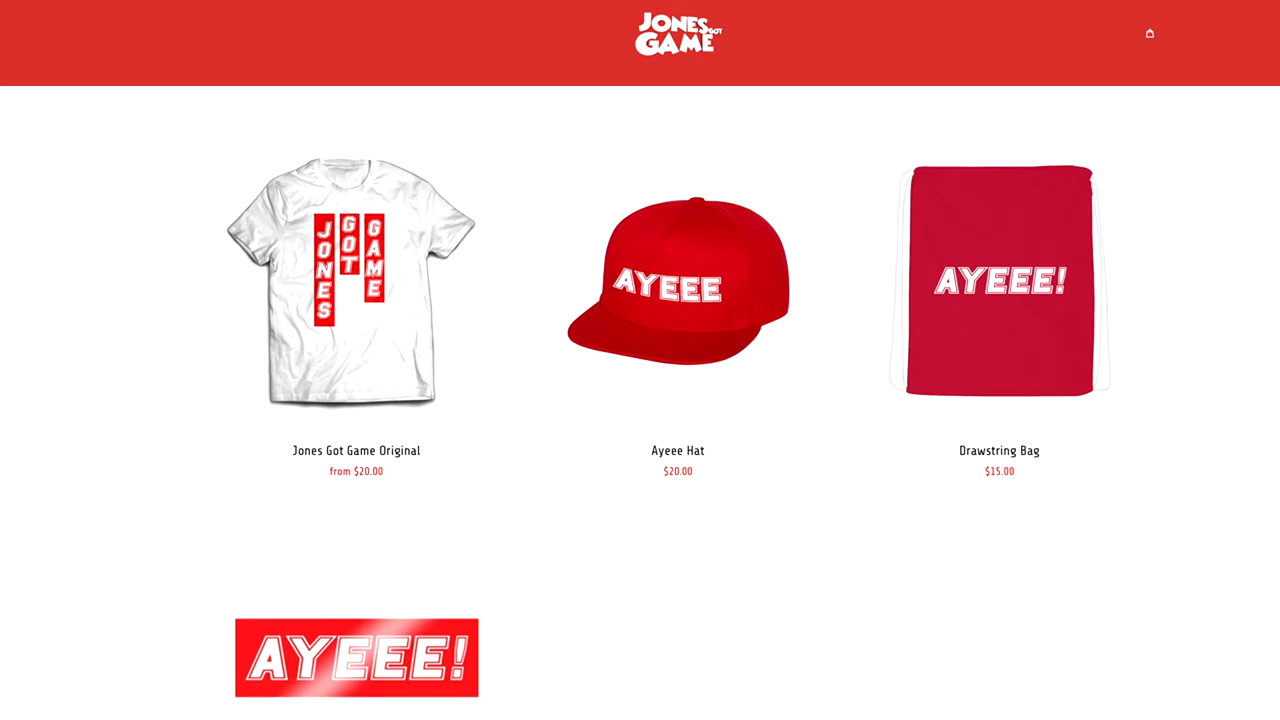 JONES GOT
GAME
JONES
GOT
GAME
AYEEE
AYEEE!
Jones Got Game Original
from $20.00
Ayeee Hat
$20.00
Drawstring Bag
$15.00
AYEEE!